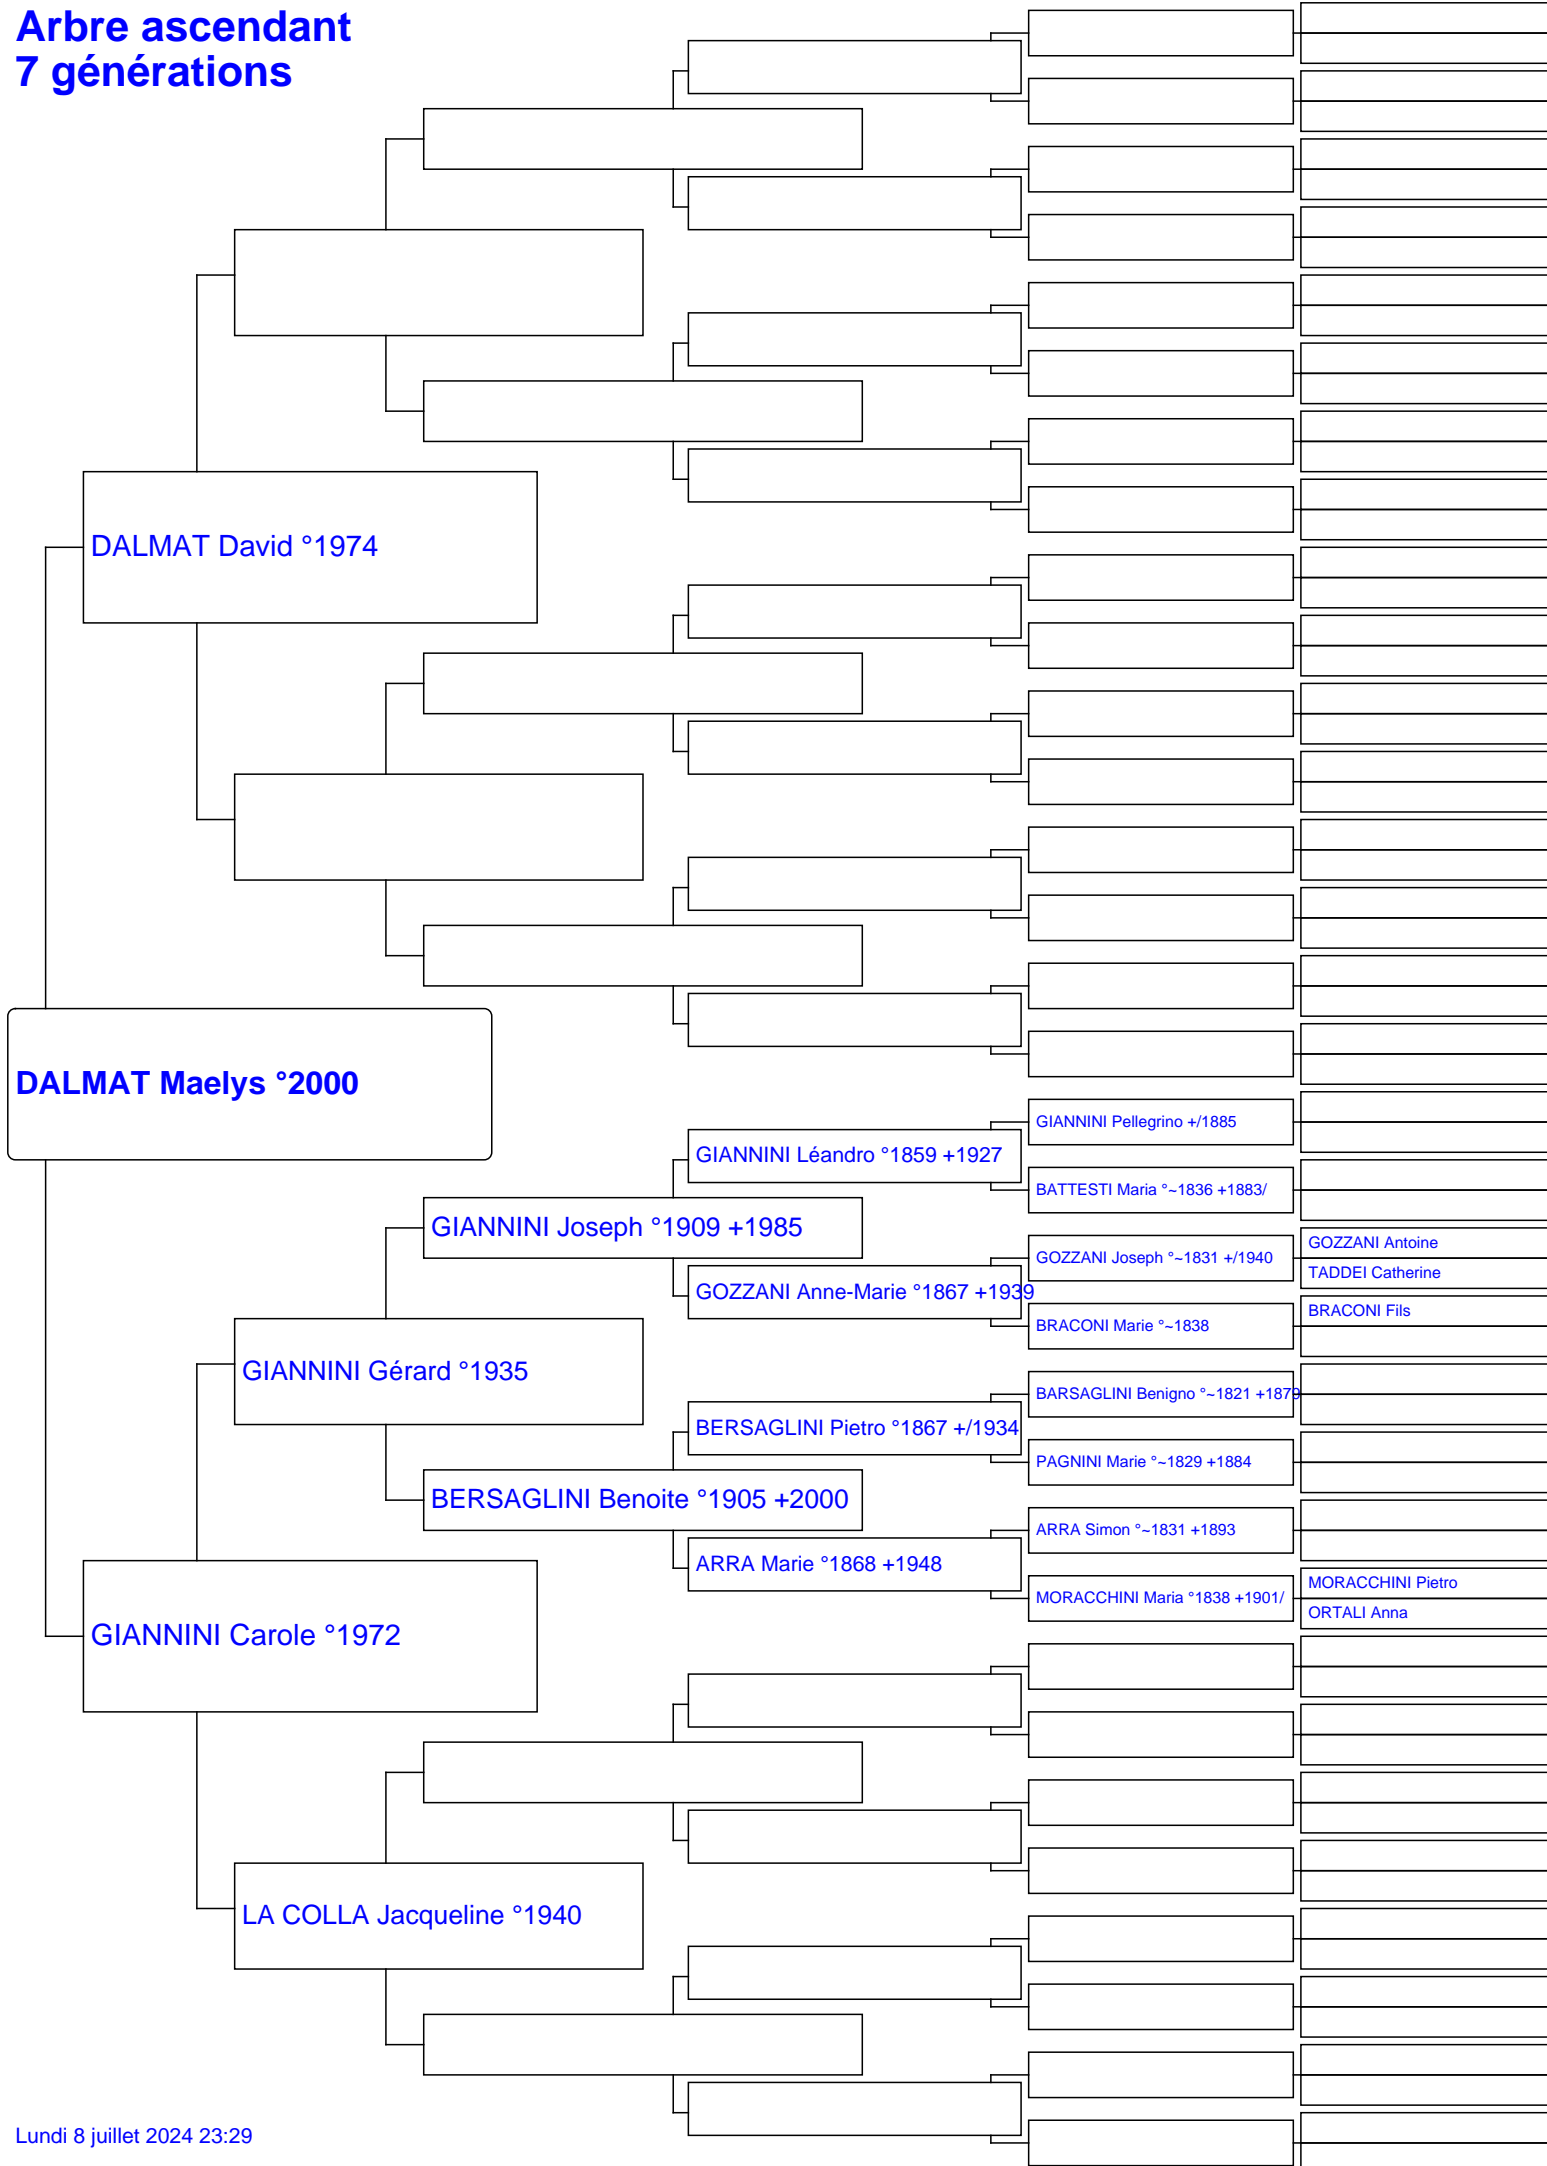 Arbre ascendant
7 générations
DALMAT David °1974
DALMAT Maelys °2000
GIANNINI Pellegrino +/1885
GIANNINI Léandro °1859 +1927
BATTESTI Maria °~1836 +1883/
GIANNINI Joseph °1909 +1985
GOZZANI Antoine
GOZZANI Joseph °~1831 +/1940
TADDEI Catherine
GOZZANI Anne-Marie °1867 +1939
BRACONI Fils
BRACONI Marie °~1838
GIANNINI Gérard °1935
BARSAGLINI Benigno °~1821 +1879
BERSAGLINI Pietro °1867 +/1934
PAGNINI Marie °~1829 +1884
BERSAGLINI Benoite °1905 +2000
ARRA Simon °~1831 +1893
ARRA Marie °1868 +1948
MORACCHINI Pietro
MORACCHINI Maria °1838 +1901/
ORTALI Anna
GIANNINI Carole °1972
LA COLLA Jacqueline °1940
Lundi 8 juillet 2024 23:29